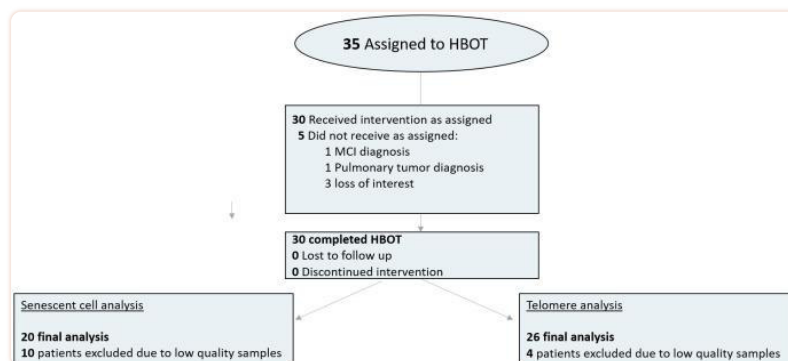 35 Assigned to HBOT
30 Received intervention as assigned
5 Did not receive as assigned:
1 MCI diagnosis
1 Pulmonary tumor diagnosis
3 loss of interest
30 completed HBOT
0 Lost to follow up
0 Discontinued intervention
Senescent cell analysis
20 final analysis
10 patients excluded due to low quality samples
Telomere analysis
26 final analysis
4 patients excluded due to low quality samples